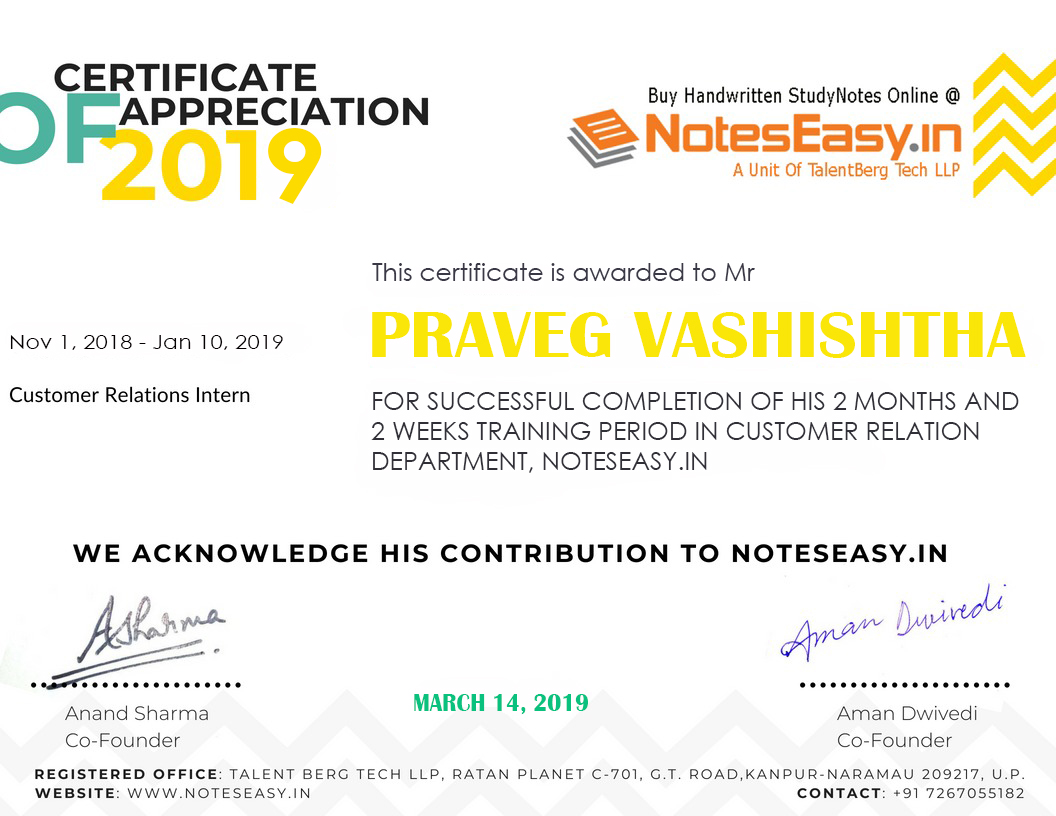 CERTIFICATE
OF APPRECIATION
2019
Buy Handwritten StudyNotes Online @
NotesEasy.in
A Unit Of TalentBerg Tech LLP
This certificate is awarded to Mr
PRAVEG VASHISHTHA
Nov 1, 2018 - Jan 10, 2019
Customer Relations Intern
FOR SUCCESSFUL COMPLETION OF HIS 2 MONTHS AND
2 WEEKS TRAINING PERIOD IN CUSTOMER RELATION
DEPARTMENT, NOTESEASY.IN
WE ACKNOWLEDGE HIS CONTRIBUTION TO NOTESEASY.IN
ASharma
Aman Dwivedi
MARCH 14, 2019
Anand Sharma
Co-Founder
Aman Dwivedi
Co-Founder
REGISTERED OFFICE: TALENT BERG TECH LLP, RATAN PLANET C-701, G.T. ROAD,KANPUR-NARAMAU 209217, U.P.
WEBSITE: WWW.NOTESEASY.IN
CONTACT: +91 7267055182